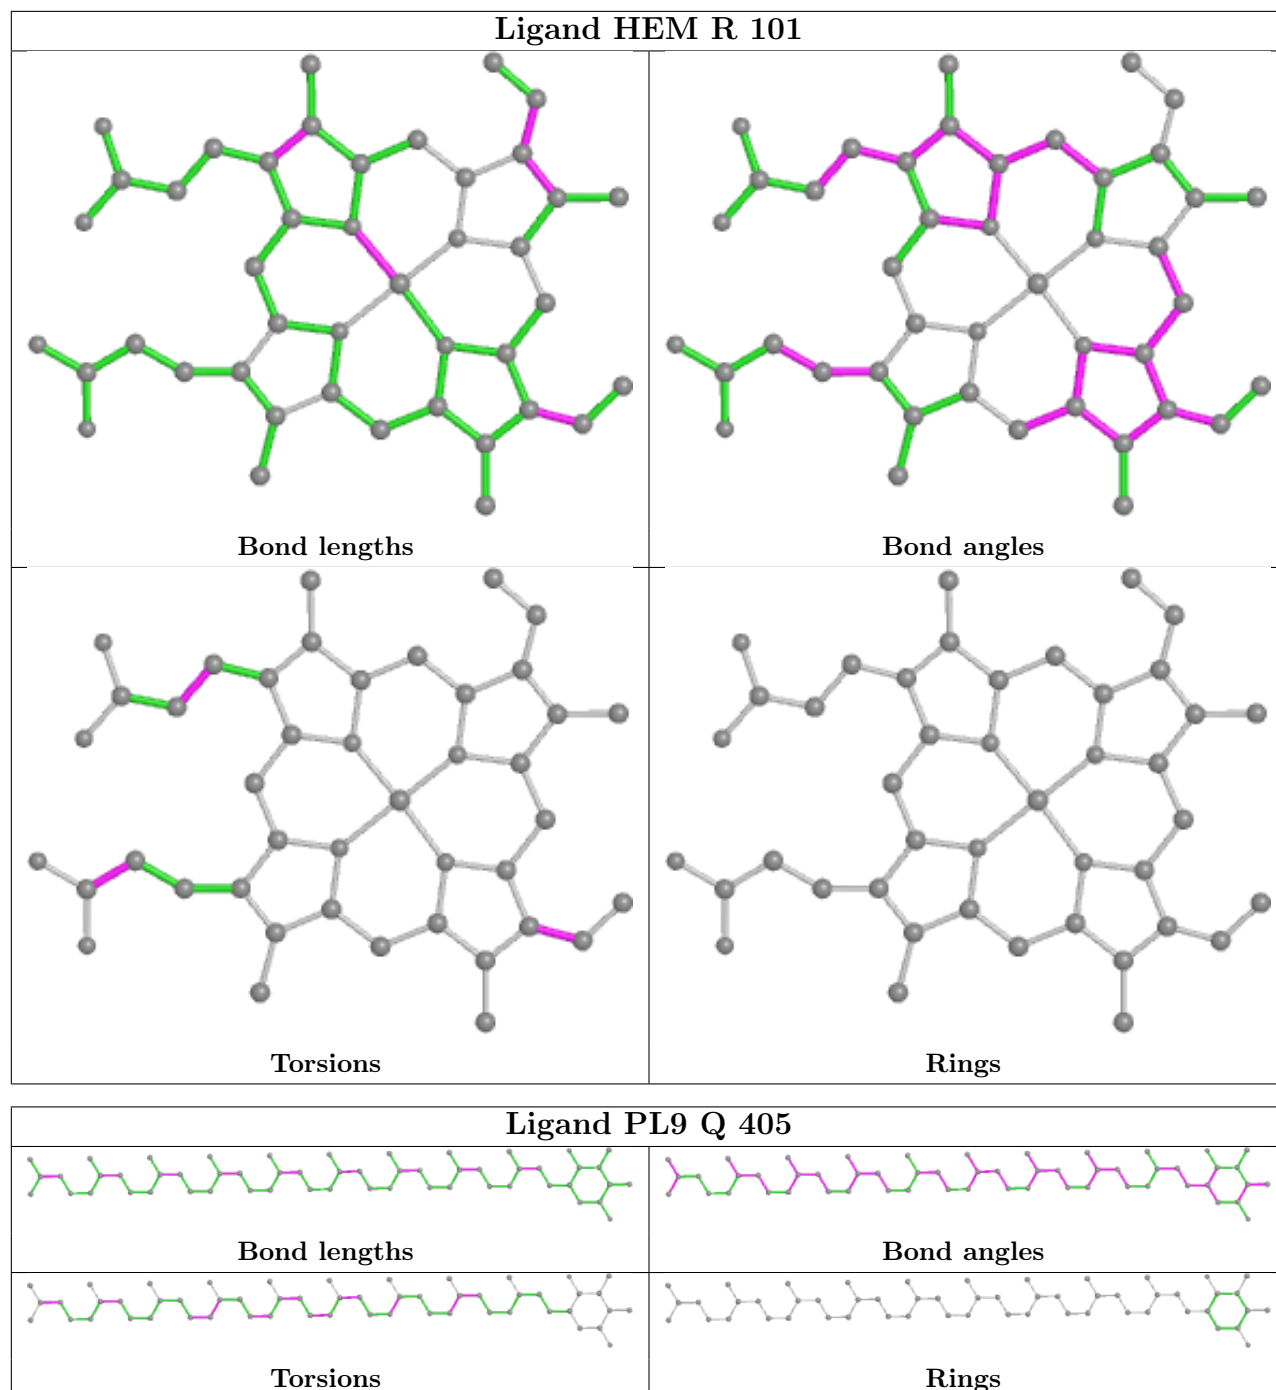 Ligand HEM R 101
Bond lengths
Bond angles
Torsions
Rings
Ligand PL9 Q 405
Bond lengths
Bond angles
Torsions
Rings